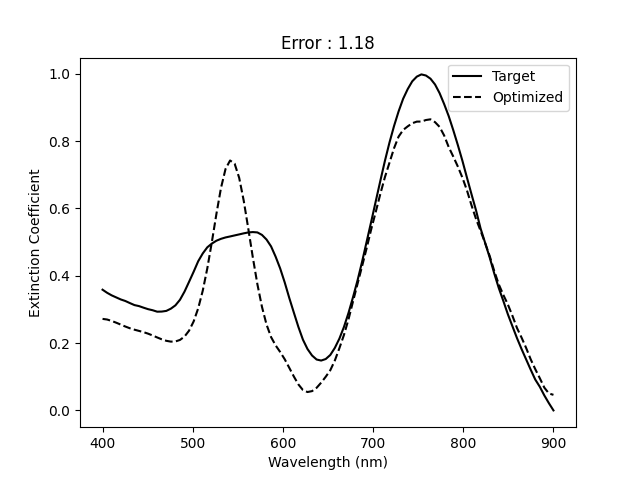 Error : 1.18
Target
Optimized
Extinction Coefficient
1.0
0.8
0.6
0.4
0.2
0.0
400 500 600 700 800 900
Wavelength (nm)